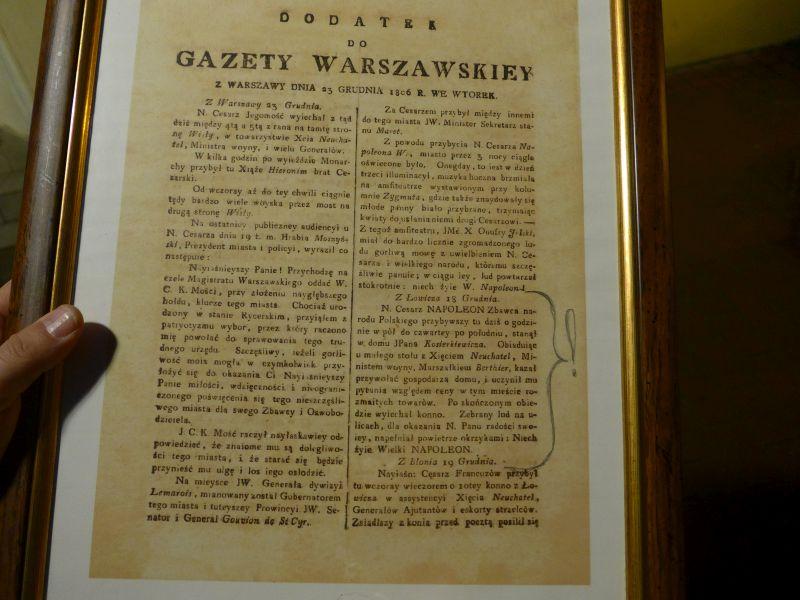 DODATEK
DO
GAZETY WARSZAWSKIEY
Z WARSZAWY DNIA 23 GRUDNIA 1806 R. WE WTOREK.
Z Warszawy 23 Grudnia.
N. Cesarz Jegomość wyiechał z tąd
dziś między 4tą a 5tą z rana na tamtę stro-
nę Wisły, w towarzystwie Xcia Neucha-
tel, Ministra woyny, i wielu Generałów.
W kilka godzin po wyieździe Monar-
chy przybył tu Xiąże Hieronim brat Ce-
sarski.
Od wczoray aż do tey chwili ciągnie
tędy bardzo wiele woyska przez most na
drugą stronę Wisły.
Na ostatniey publiczney audiencyi u
N. Cesarza dnia 19 t. m. Hrabia Moszyń-
ski, Prezydent miasta i policyi, wyraził co
następuie:
Nayiaśnieyszy Panie! Przychodzę na
czele Magistratu Warszawskiego oddać W.
C. K. Mości, przy złożeniu naygłębszego
hołdu, klucze tego miasta. Chociaż uro-
dzony w stanie Rycerskim, przyiąłem z
patryotyzmu wybor, przez który raczono
mię powołać do sprawowania tego tru-
dnego urzędu. Szczęśliwy, ieżeli gorli-
wość moia mogła w czymkolwiek przy-
łożyć się do okazania Ci Nayiaśnieyszy
Panie miłości, wdzięczności i nieograni-
czonego poświęcenia się tego nieszczęśli-
wego miasta dla swego Zbawcy i Oswobo-
dziciela.
J. C. K. Mość raczył nayłaskawiey od-
powiedzieć, że znaiome mu są dolegliwo-
ści tego miasta, i że starać się będzie
przynieść mu ulgę i los iego osłodzić.
Na mieysce JW. Generała dywizyi
Lemarois, mianowany został Gubernatorem
tego miasta i tuteyszey Prowincyi JW. Se-
nator i Generał Gouvion de St Cyr.
Za Cesarzem przybył między innemi
do tego miasta JW. Minister Sekretarz sta-
nu Maret.
Z powodu przybycia N. Cesarza Na-
poleona W., miasto przez 3 nocy ciągle
oświecone było. Onegday, to iest w dzień
trzeci illuminacyi, muzyka huczna brzmiała
na amfiteatrze wystawionym przy kolu-
mnie Zygmuta, gdzie także znaydowały się
młode panny biało przybrane, trzymaiąc
kwiaty do usłania niemi drogi Cesarzowi.—
Z tegoż amfiteatru, JMć X. Onufry
miał do bardzo licznie zgromadzonego lu-
du gorliwą mowę z uwielbieniem N. Ce-
sarza i wielkiego narodu, któremu szczę-
śliwie panuie; w ciągu iey, lud powtarzał
stokrotnie: niech żyie W. Napoleon!
Z Łowicza 18 Grudnia.
N. Cesarz NAPOLEON Zbawca na-
rodu Polskiego przybywszy tu dziś o godzi-
nie w pół do czwartey po południu, stanął
w domu JPana Kosierkiewicza. Obiaduiąc
u małego stołu z Xięciem Neuchatel, Mi-
nistrem woyny, Marszałkiem Berthier, kazał
przywołać gospodarza domu, i uczynił mu
pytania względem ceny w tym mieście ro-
zmaitych towarów. Po skończonym obie-
dzie wyiechał konno. Zebrany lud na u-
licach, dla okazania N. Panu radości swo-
iey, napełniał powietrze okrzykami: Niech
żyie Wielki NAPOLEON.
Z błonia 19 Grudnia.
Nayiaśn: Cesarz Francuzów przybył
tu wczoray wieczorem o 10tey konno z Ło-
wicza w assystencyi Xięcia Neuchatel,
Generałów Ajutantów i eskorty strzelców.
Zsiadłszy z konia przed pocztą posilił się